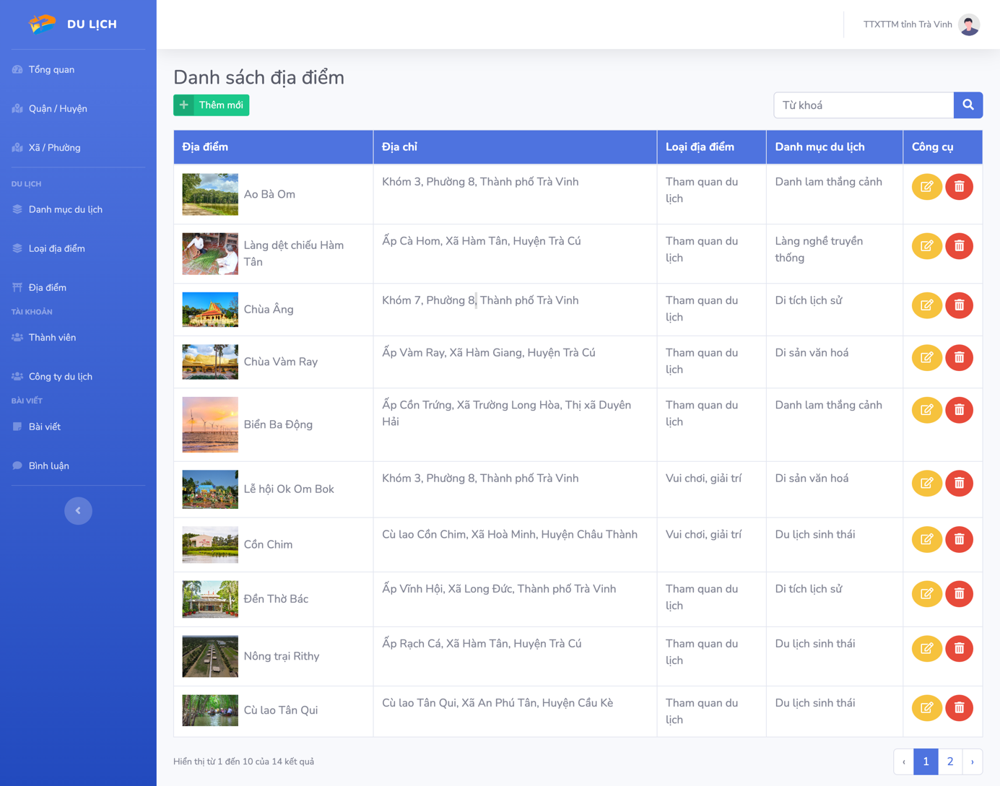 DU LỊCH
TTXTTM tỉnh Trà Vinh
Tổng quan
Quận / Huyện
Xã / Phường
DU LỊCH
Danh mục du lịch
Loại địa điểm
Địa điểm
TÀI KHOẢN
Thành viên
Công ty du lịch
BÀI VIẾT
Bài viết
Bình luận
Danh sách địa điểm
Thêm mới
Từ khoá
Địa điểm Địa chỉ Loại địa điểm Danh mục du lịch Công cụ
Ao Bà Om Khóm 3, Phường 8, Thành phố Trà Vinh Tham quan du lịch Danh lam thắng cảnh
Làng dệt chiếu Hàm Tân Ấp Cà Hom, Xã Hàm Tân, Huyện Trà Cú Tham quan du lịch Làng nghề truyền thống
Chùa Âng Khóm 7, Phường 8, Thành phố Trà Vinh Tham quan du lịch Di tích lịch sử
Chùa Vàm Ray Ấp Vàm Ray, Xã Hàm Giang, Huyện Trà Cú Tham quan du lịch Di sản văn hoá
Biển Ba Động Ấp Cồn Trứng, Xã Trường Long Hòa, Thị xã Duyên Hải Tham quan du lịch Danh lam thắng cảnh
Lễ hội Ok Om Bok Khóm 3, Phường 8, Thành phố Trà Vinh Vui chơi, giải trí Di sản văn hoá
Cồn Chim Cù lao Cồn Chim, Xã Hoà Minh, Huyện Châu Thành Vui chơi, giải trí Du lịch sinh thái
Đền Thờ Bác Ấp Vĩnh Hội, Xã Long Đức, Thành phố Trà Vinh Tham quan du lịch Di tích lịch sử
Nông trại Rithy Ấp Rạch Cá, Xã Hàm Tân, Huyện Trà Cú Tham quan du lịch Du lịch sinh thái
Cù lao Tân Qui Cù lao Tân Qui, Xã An Phú Tân, Huyện Cầu Kè Tham quan du lịch Du lịch sinh thái
Hiển thị từ 1 đến 10 của 14 kết quả
‹ 1 2 ›